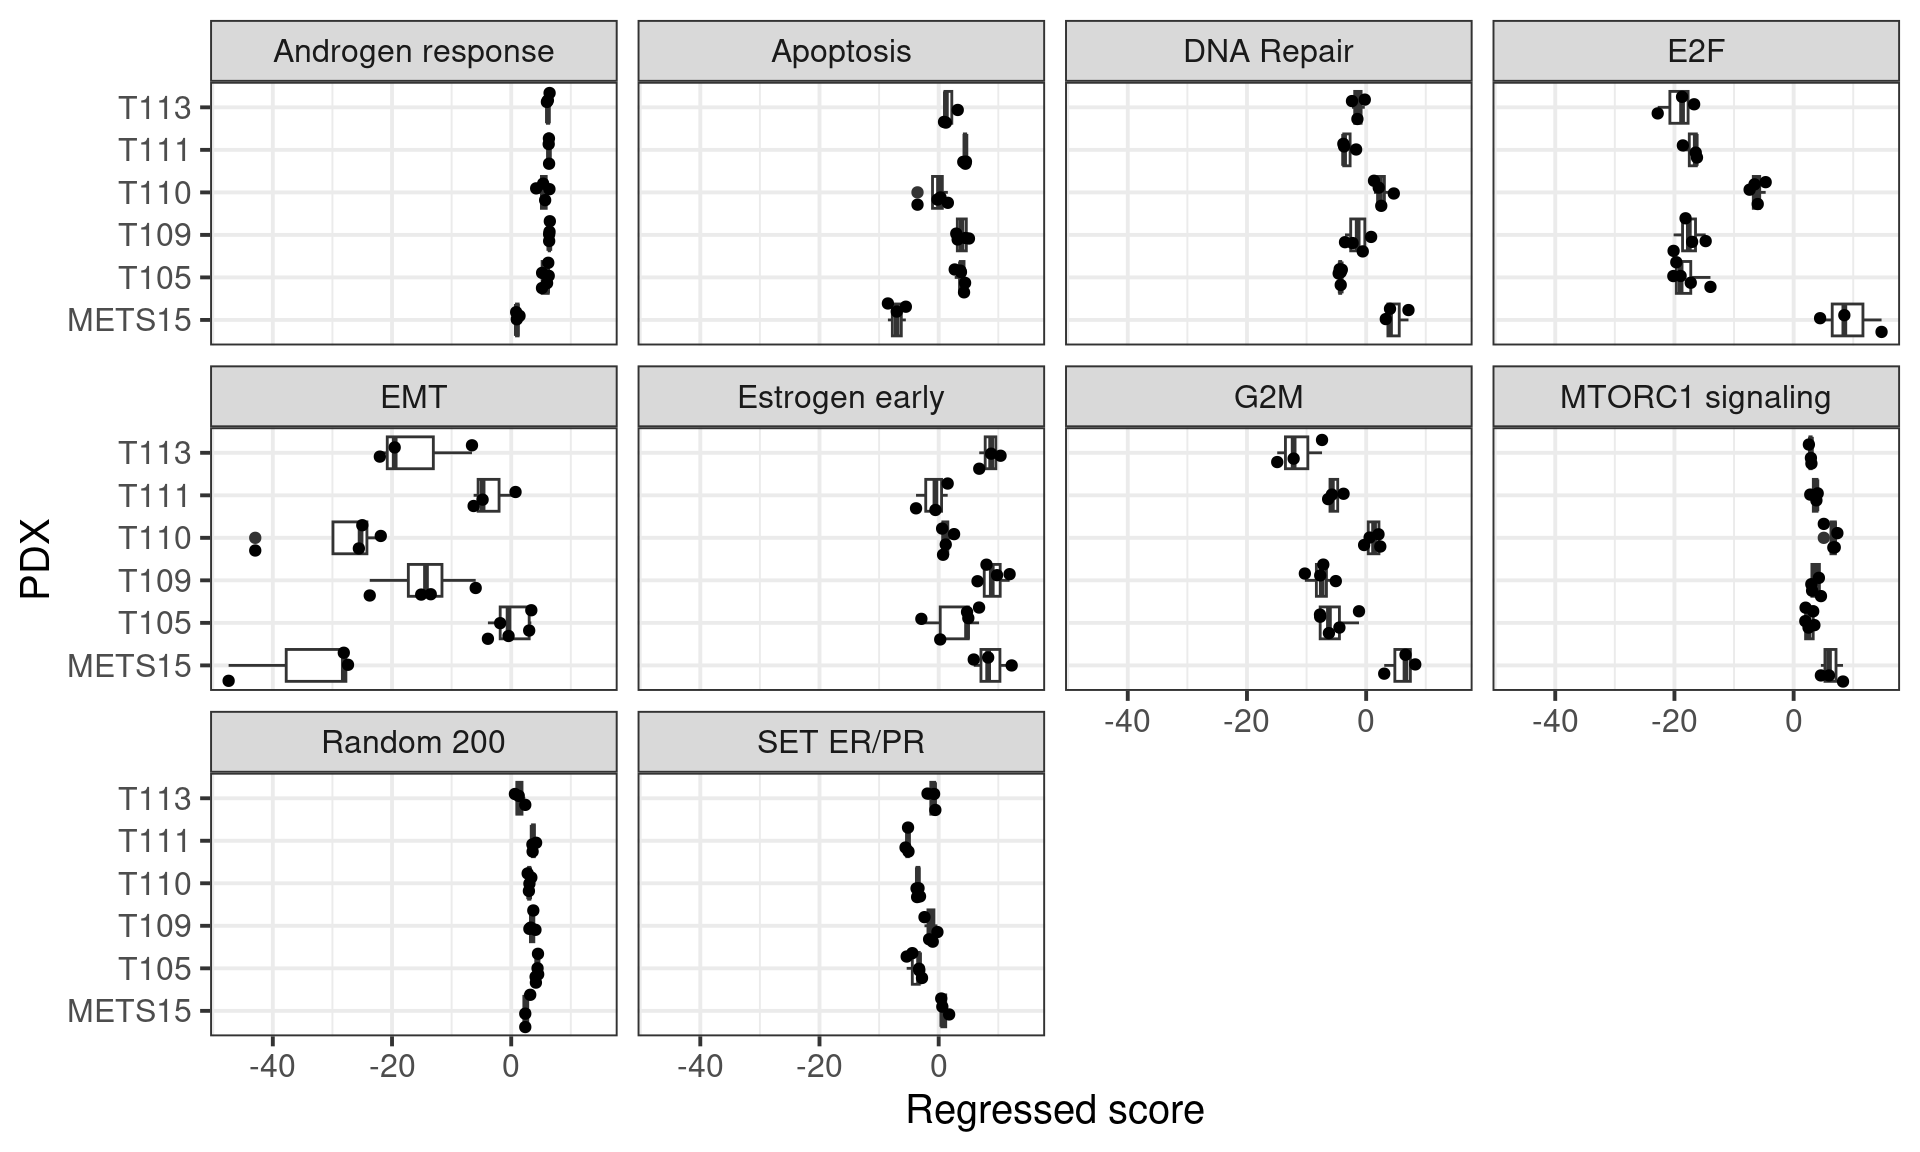 Androgen response
Apoptosis
DNA Repair
E2F
T113
T111
T110
T109
T105
METS15
EMT
Estrogen early
G2M
MTORC1 signaling
T113
T111
T110
T109
T105
METS15
-40 -20 0
-40 -20 0
Random 200
SET ER/PR
T113
T111
T110
T109
T105
METS15
-40 -20 0
-40 -20 0
PDX
Regressed score